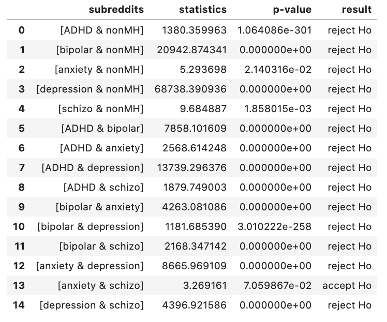 subreddits statistics p-value result
0 [ADHD & nonMH] 1380.359963 1.064086e-301 reject Ho
1 [bipolar & nonMH] 20942.874341 0.000000e+00 reject Ho
2 [anxiety & nonMH] 5.293698 2.140316e-02 reject Ho
3 [depression & nonMH] 68738.390936 0.000000e+00 reject Ho
4 [schizo & nonMH] 9.684887 1.858015e-03 reject Ho
5 [ADHD & bipolar] 7858.101609 0.000000e+00 reject Ho
6 [ADHD & anxiety] 2568.614248 0.000000e+00 reject Ho
7 [ADHD & depression] 13739.296376 0.000000e+00 reject Ho
8 [ADHD & schizo] 1879.749003 0.000000e+00 reject Ho
9 [bipolar & anxiety] 4263.081086 0.000000e+00 reject Ho
10 [bipolar & depression] 1181.685390 3.010222e-258 reject Ho
11 [bipolar & schizo] 2168.347142 0.000000e+00 reject Ho
12 [anxiety & depression] 8665.969109 0.000000e+00 reject Ho
13 [anxiety & schizo] 3.269161 7.059867e-02 accept Ho
14 [depression & schizo] 4396.921586 0.000000e+00 reject Ho